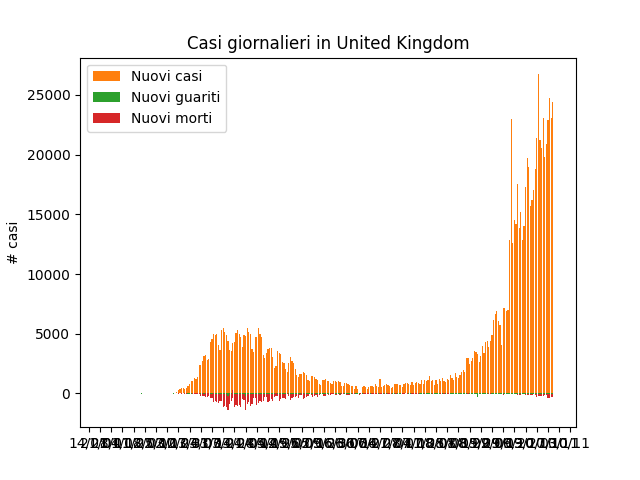 Casi giornalieri in United Kingdom
Nuovi casi
Nuovi guariti
Nuovi morti
# casi
25000
20000
15000
10000
5000
0